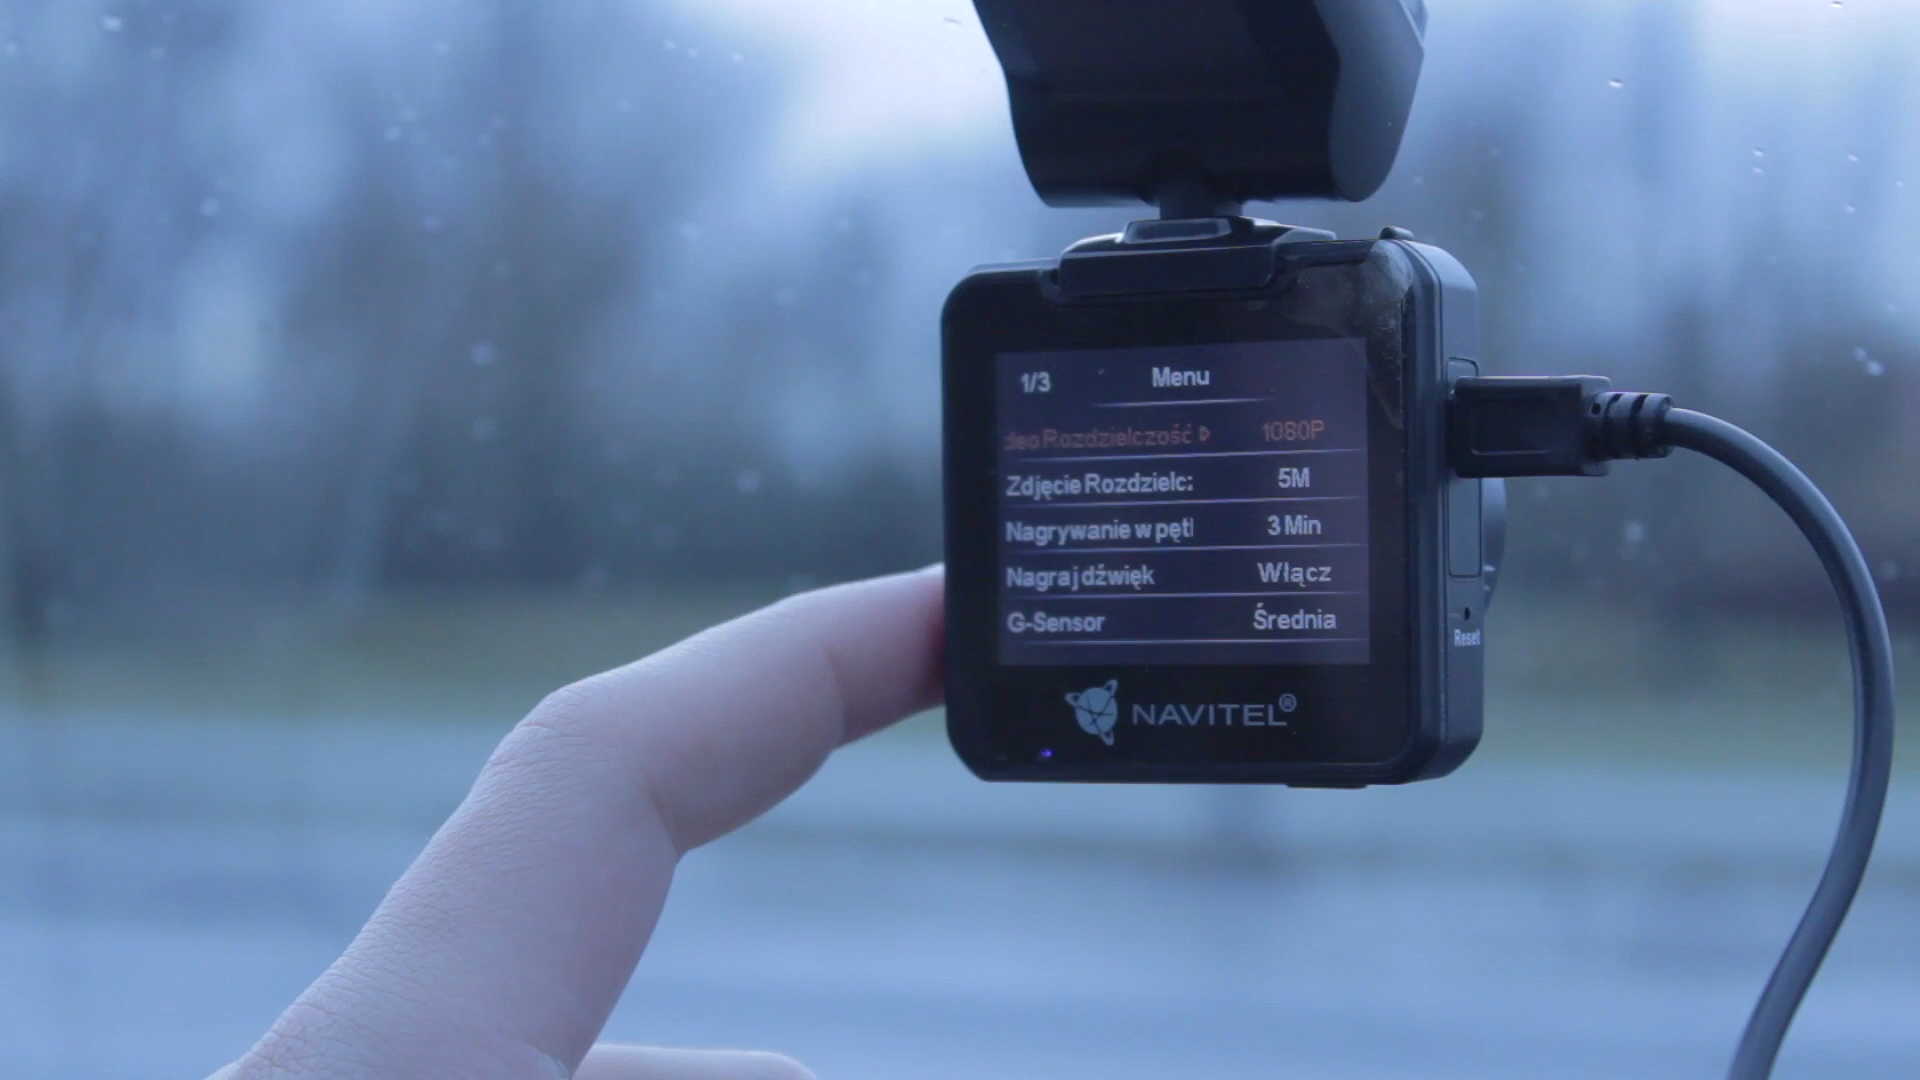 1/3 Menu
deo Rozdzielczość 1080P
Zdjęcie Rozdzielc: 5M
Nagrywanie w pętl 3 Min
Nagraj dźwięk Włącz
G-Sensor Średnia
Reset
NAVITEL®